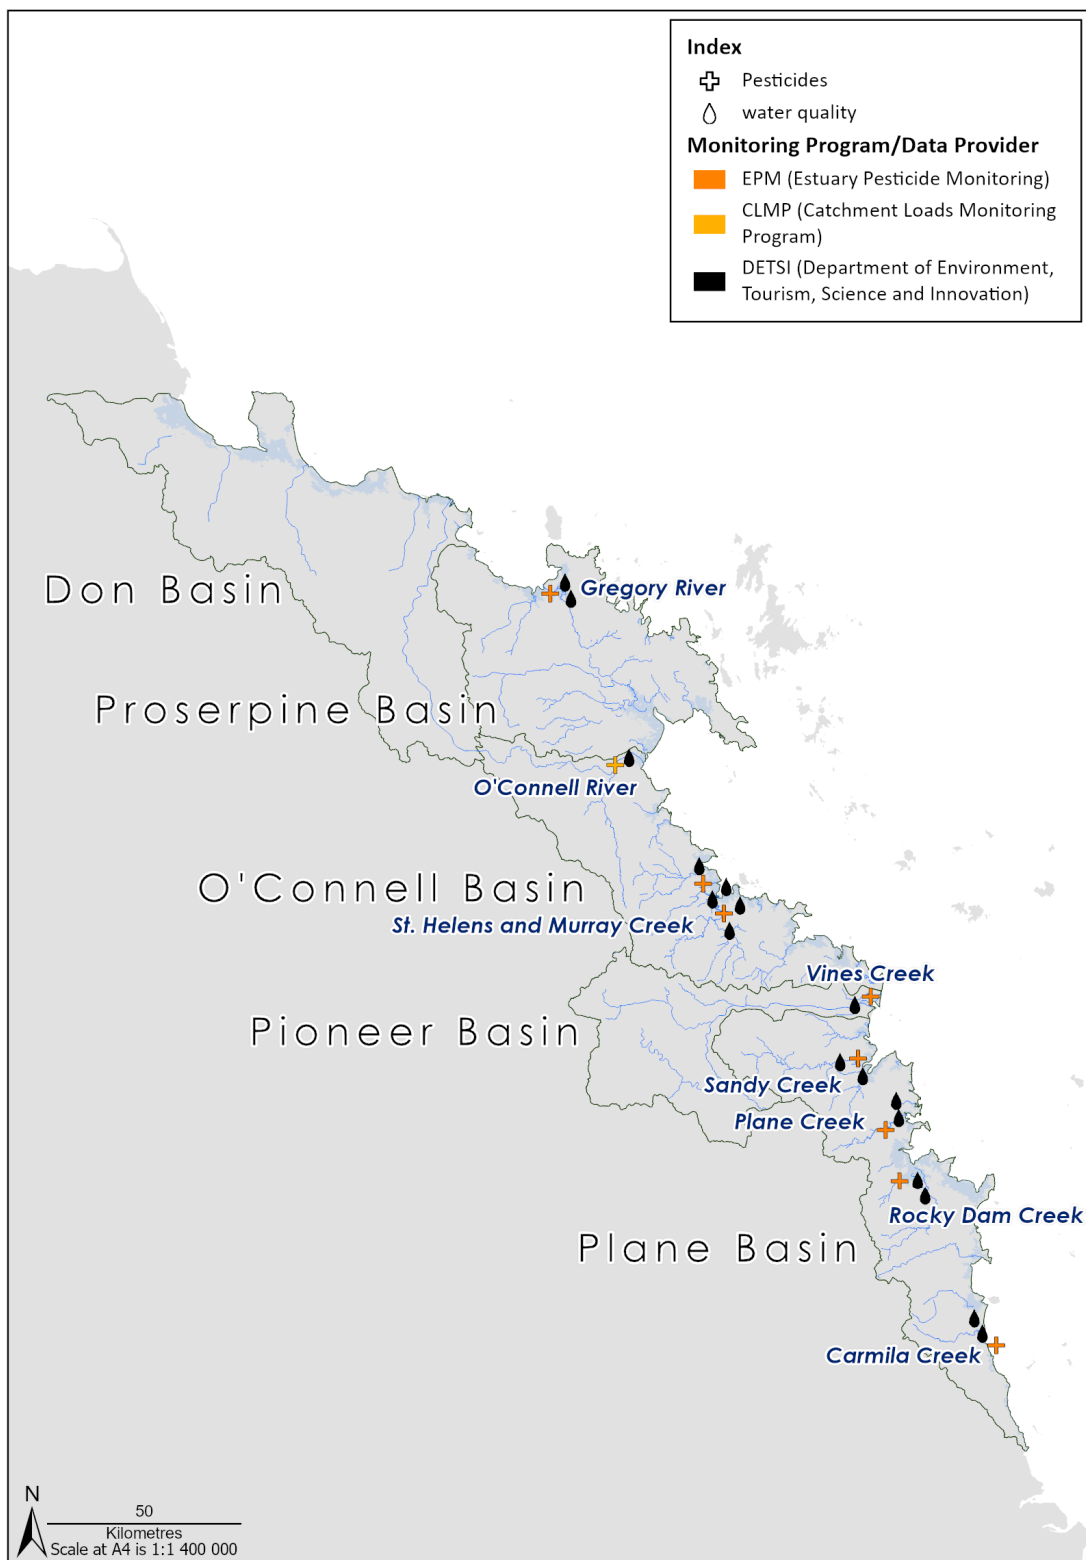 Index
Pesticides
water quality
Monitoring Program/Data Provider
EPM (Estuary Pesticide Monitoring)
CLMP (Catchment Loads Monitoring
Program)
DETSI (Department of Environment,
Tourism, Science and Innovation)
Don Basin
Gregory River
Proserpine Basin
O'Connell River
O'Connell Basin
St. Helens and Murray Creek
Vines Creek
Pioneer Basin
Sandy Creek
Plane Creek
Rocky Dam Creek
Plane Basin
Carmila Creek
N
50
Kilometres
Scale at A4 is 1:1 400 000